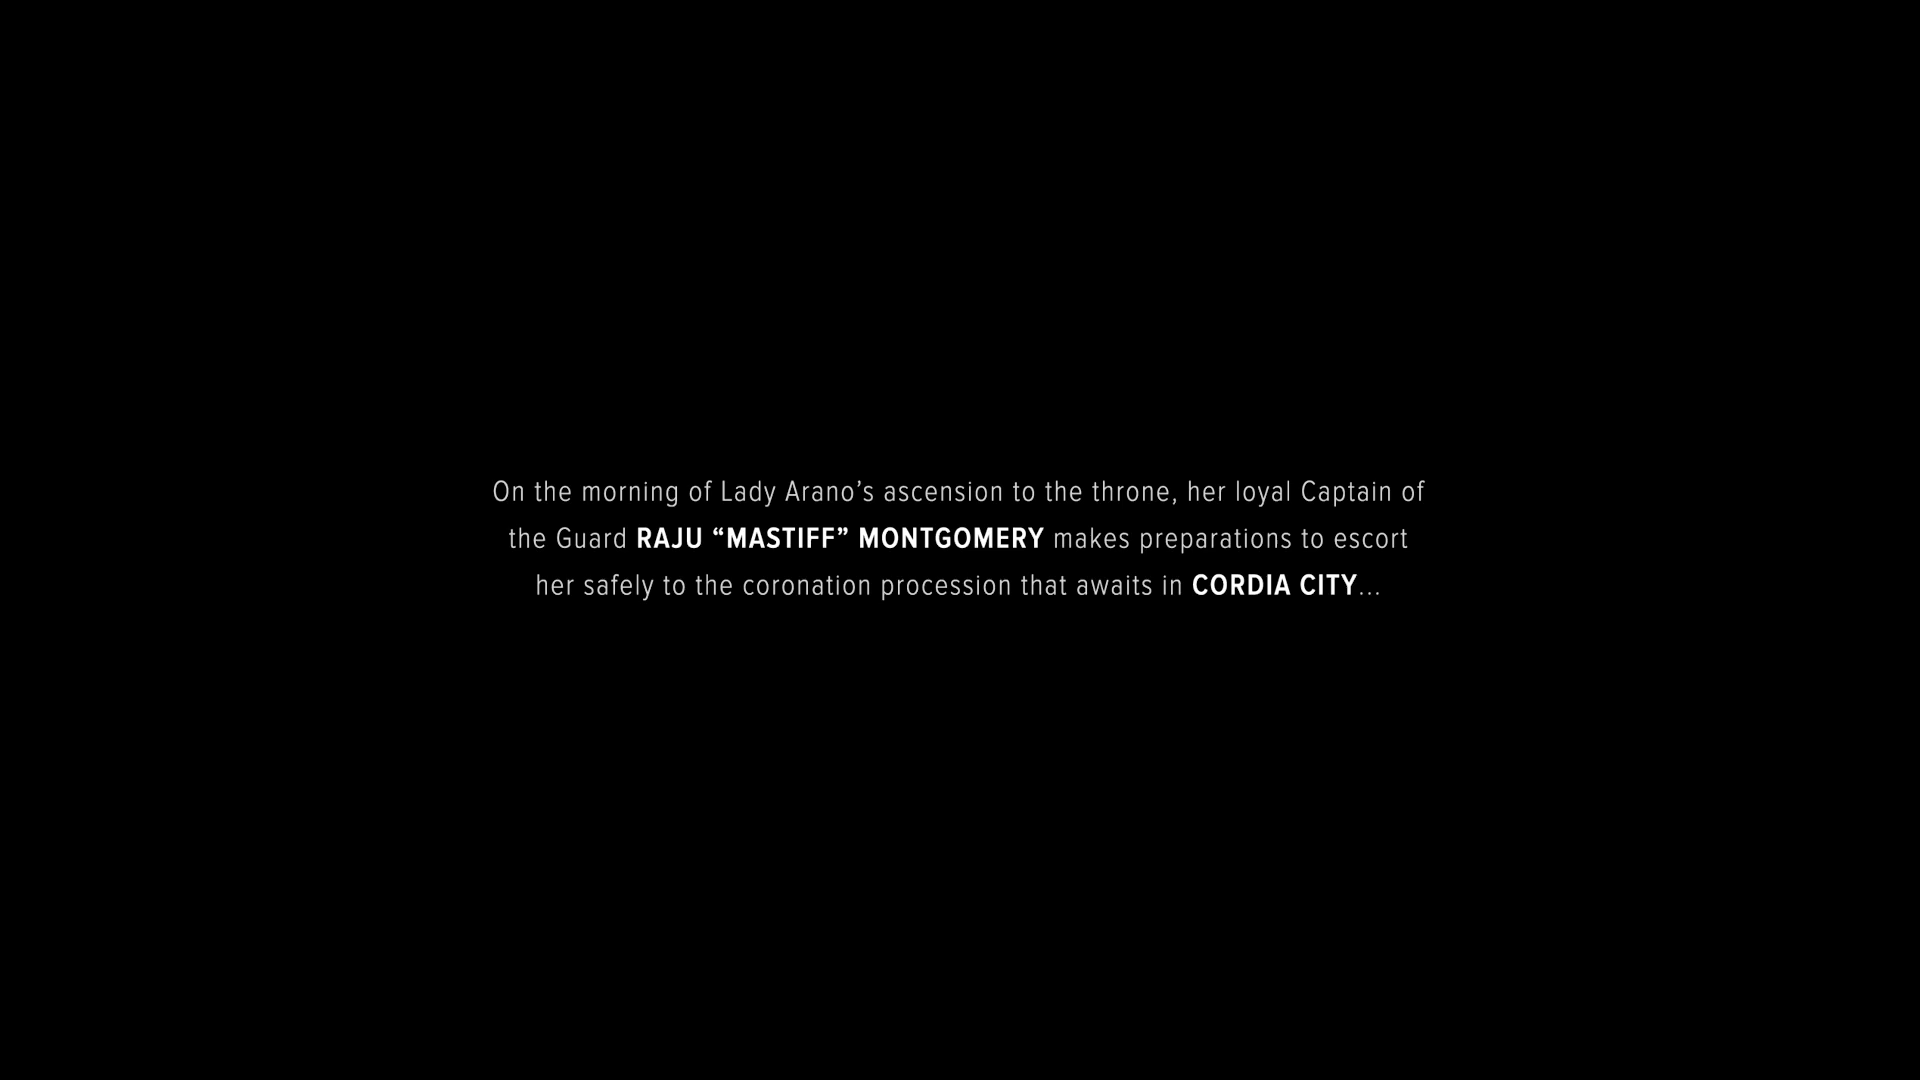 On the morning of Lady Arano’s ascension to the throne, her loyal Captain of
the Guard RAJU “MASTIFF” MONTGOMERY makes preparations to escort
her safely to the coronation procession that awaits in CORDIA CITY...